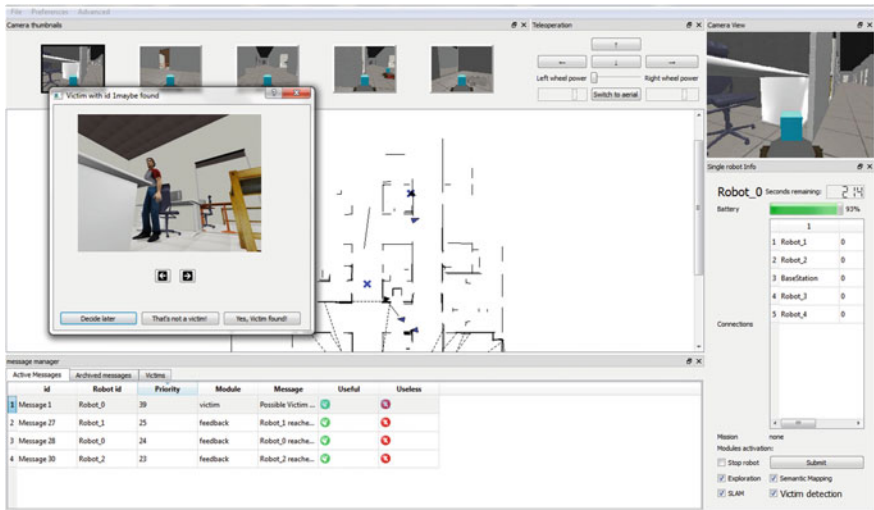 File Preferences Advanced
Camera thumbnails
Teleoperation
Camera View
Left wheel power
Right wheel power
Switch to aerial
Victim with id 1maybe found
Decide later
That's not a victim!
Yes, Victim found!
Single robot Info
Robot_0 Seconds remaining: 214
Battery 93%
1
1 Robot_1 0
2 Robot_2 0
3 BaseStation 0
4 Robot_3 0
5 Robot_4 0
Connections
Mission none
Modules activation:
Stop robot Submit
Exploration Semantic Mapping
SLAM Victim detection
message manager
Active Messages Archived messages Victims
id Robot id Priority Module Message Useful Useless
1 Message 1 Robot_0 39 victim Possible Victim ...
2 Message 27 Robot_1 25 feedback Robot_1 reache...
3 Message 28 Robot_0 24 feedback Robot_0 reache...
4 Message 30 Robot_2 23 feedback Robot_2 reache...